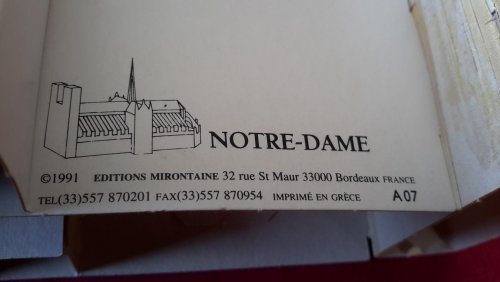 NOTRE-DAME
©1991 EDITIONS MIRONTAINE 32 rue St Maur 33000 Bordeaux FRANCE
TEL(33)557 870201 FAX(33)557 870954 IMPRIMÉ EN GRÈCE A07